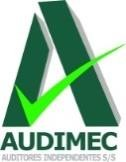 AUDIMEC
AUDITORES INDEPENDENTES S/S